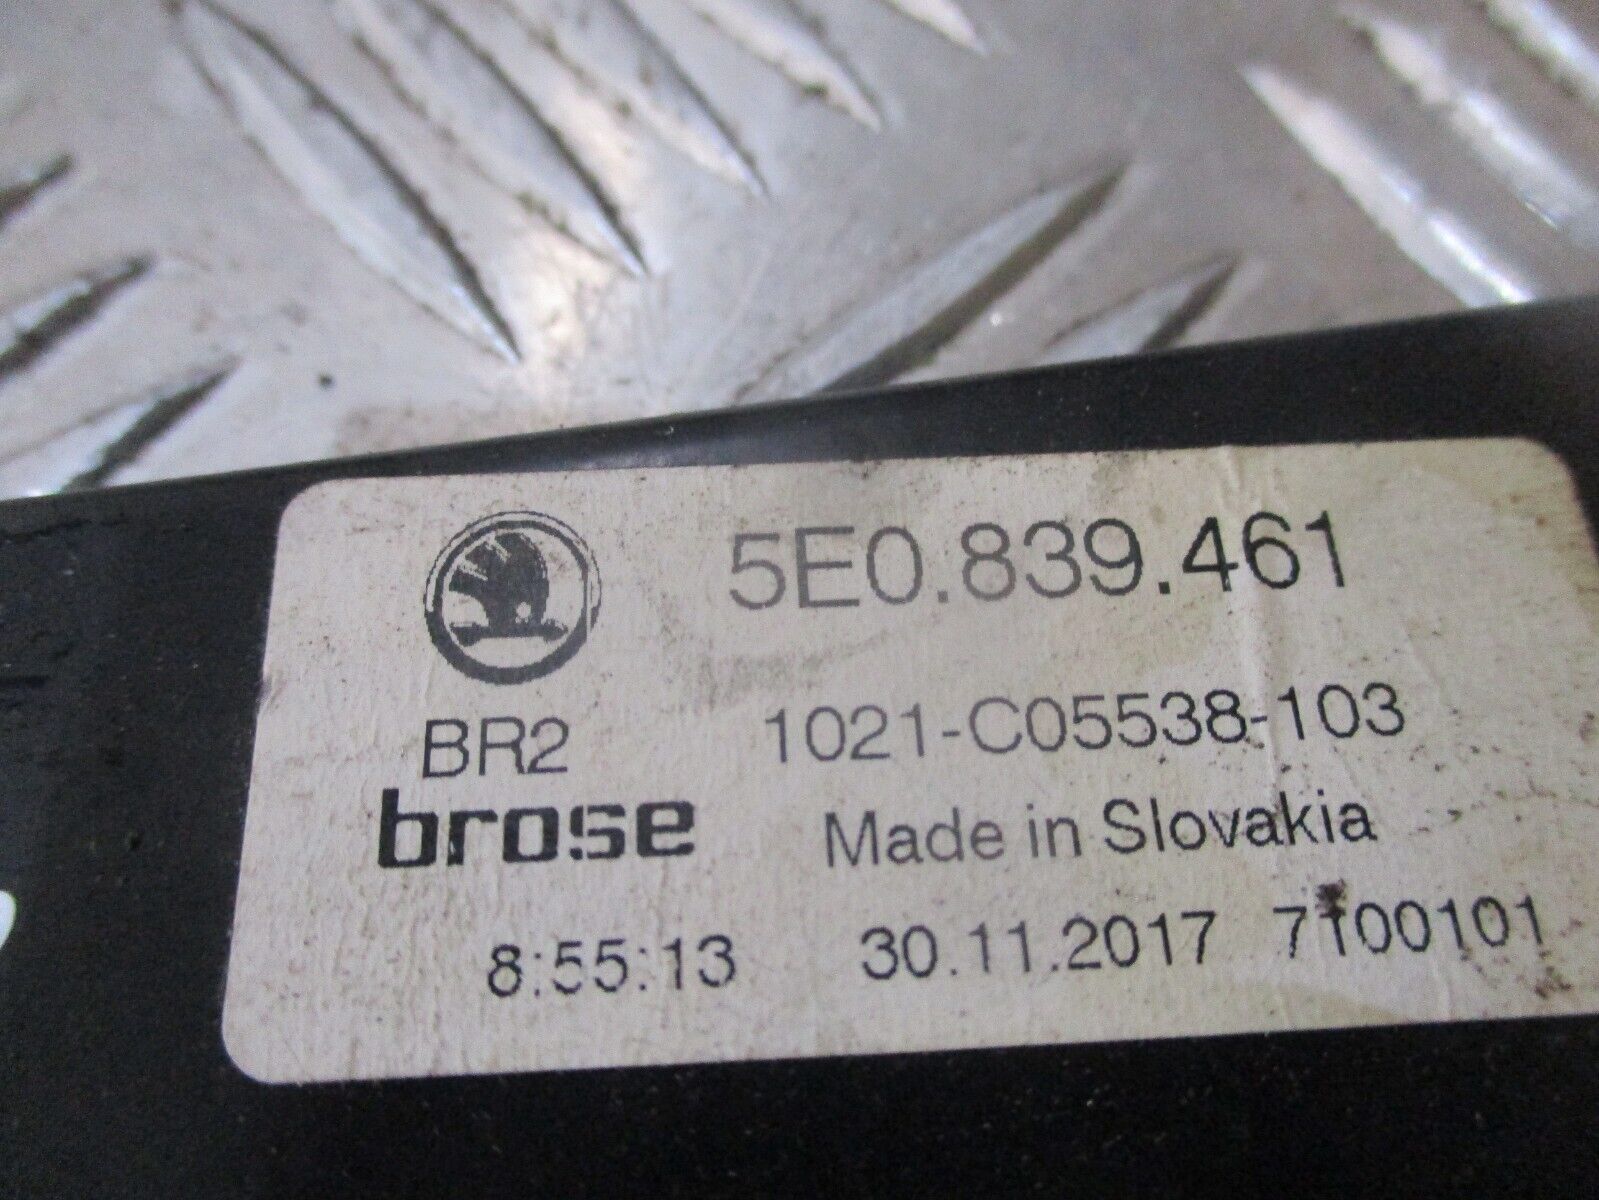 5E0.839.461
BR2 1021-C05538-103
brose Made in Slovakia
8:55:13 30.11.2017 7100101